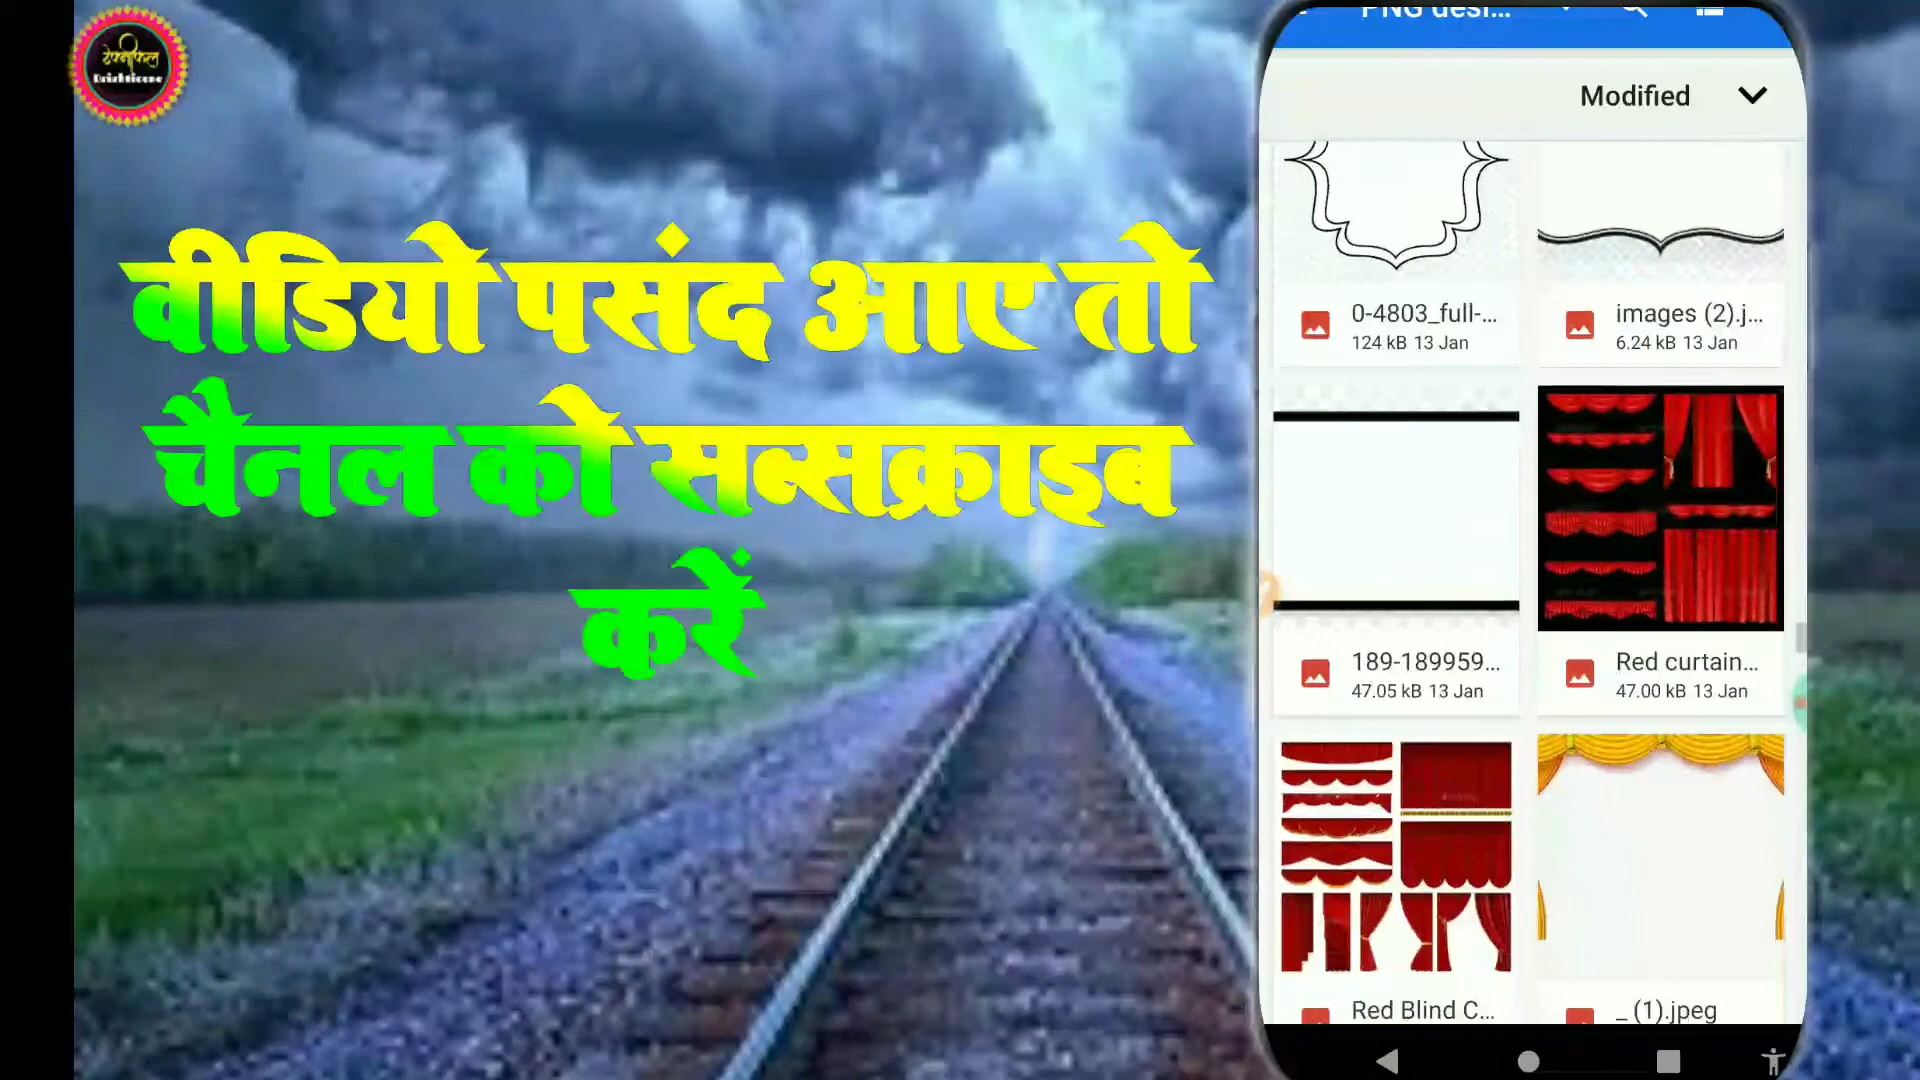 वीडियो पसंद आए तो
चैनल को सब्सक्राइब
करें
PNG desi...
Modified
0-4803_full-...
124 kB 13 Jan
images (2).j...
6.24 kB 13 Jan
189-189959...
47.05 kB 13 Jan
Red curtain...
47.00 kB 13 Jan
Red Blind C...
_ (1).jpeg